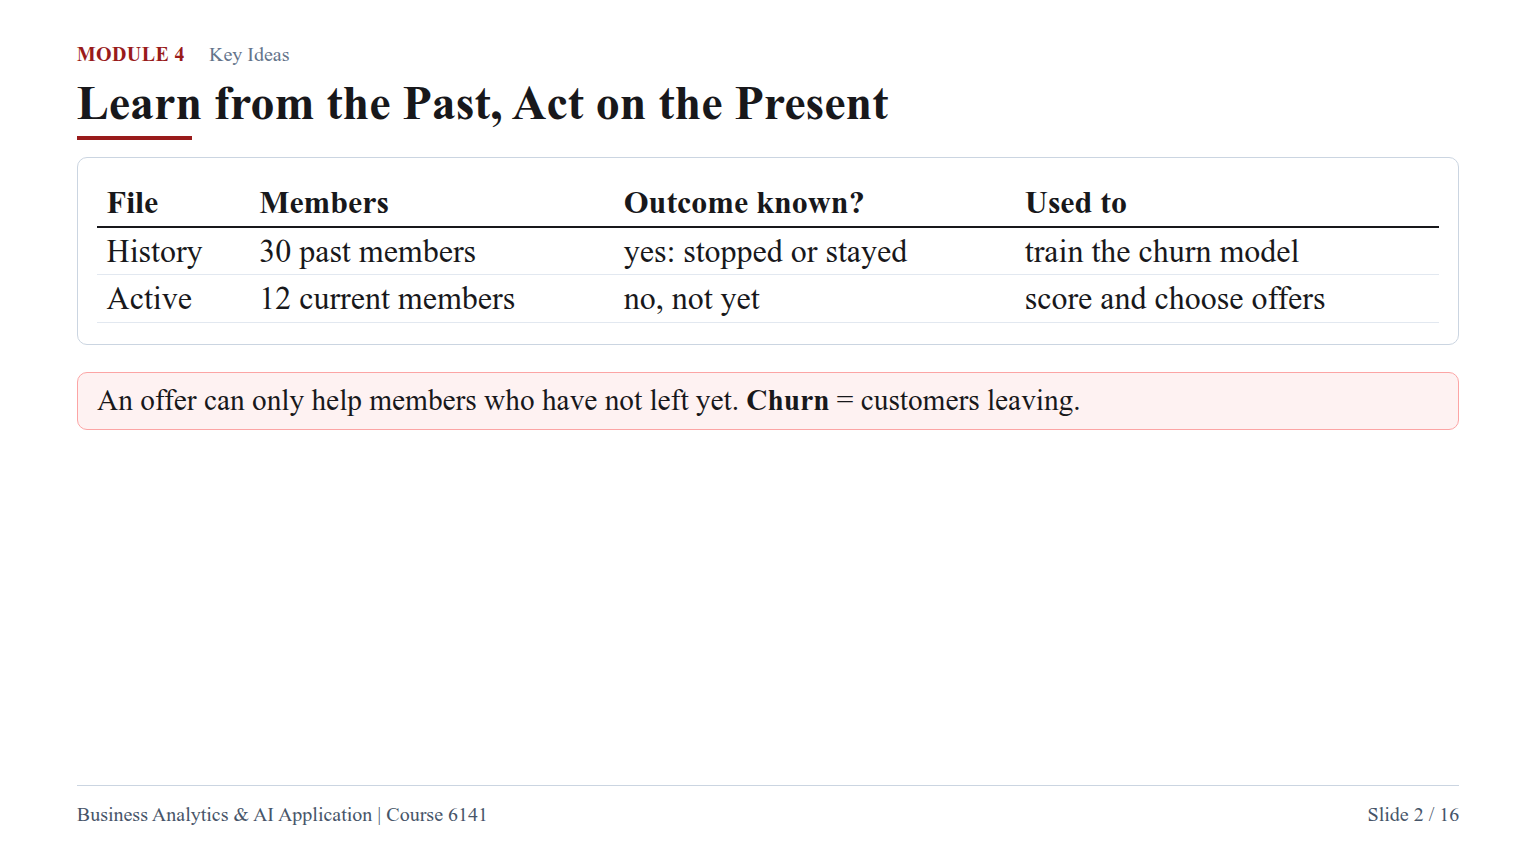 MODULE 4 Key Ideas
Learn from the Past, Act on the Present
File Members Outcome known? Used to
History 30 past members yes: stopped or stayed train the churn model
Active 12 current members no, not yet score and choose offers
An offer can only help members who have not left yet. Churn = customers leaving.
Business Analytics & AI Application | Course 6141 Slide 2 / 16